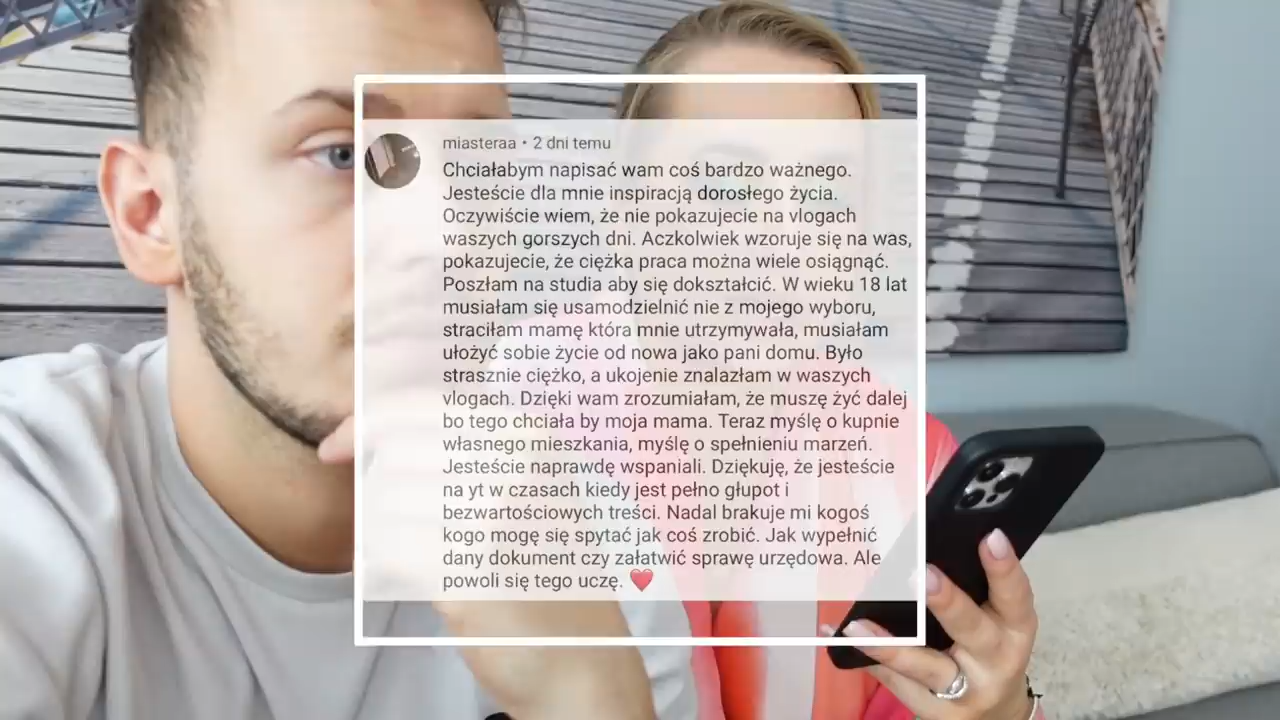 miasteraa • 2 dni temu
Chciałabym napisać wam coś bardzo ważnego.
Jesteście dla mnie inspiracją dorosłego życia.
Oczywiście wiem, że nie pokazujecie na vlogach
waszych gorszych dni. Aczkolwiek wzoruje się na was,
pokazujecie, że ciężka praca można wiele osiągnąć.
Poszłam na studia aby się dokształcić. W wieku 18 lat
musiałam się usamodzielnić nie z mojego wyboru,
straciłam mamę która mnie utrzymywała, musiałam
ułożyć sobie życie od nowa jako pani domu. Było
strasznie ciężko, a ukojenie znalazłam w waszych
vlogach. Dzięki wam zrozumiałam, że muszę żyć dalej
bo tego chciała by moja mama. Teraz myślę o kupnie
własnego mieszkania, myślę o spełnieniu marzeń.
Jesteście naprawdę wspaniali. Dziękuję, że jesteście
na yt w czasach kiedy jest pełno głupot i
bezwartościowych treści. Nadal brakuje mi kogoś
kogo mogę się spytać jak coś zrobić. Jak wypełnić
dany dokument czy załatwić sprawę urzędowa. Ale
powoli się tego uczę. ❤️